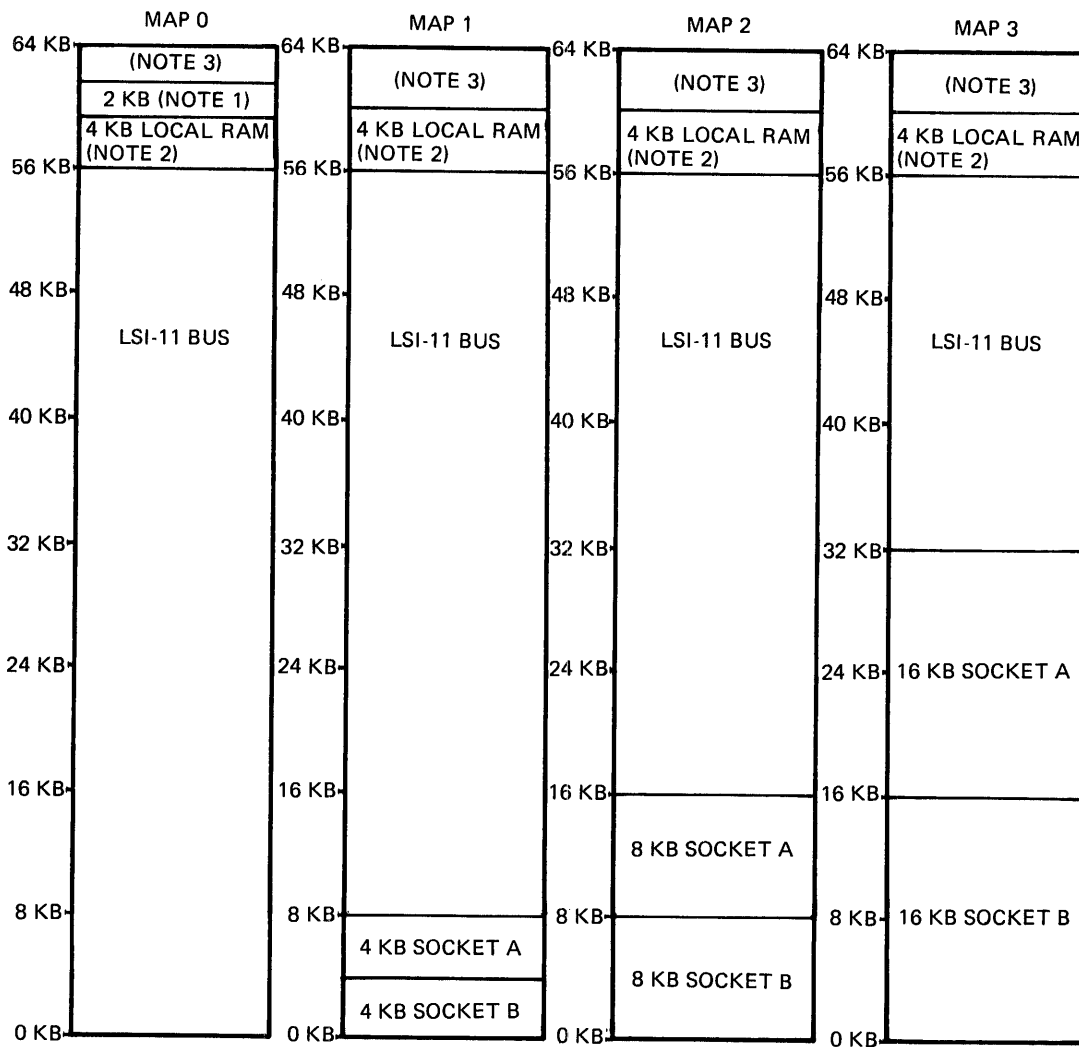 MAP 0
64 KB
(NOTE 3)
2 KB (NOTE 1)
4 KB LOCAL RAM
(NOTE 2)
56 KB
48 KB
LSI-11 BUS
40 KB
32 KB
24 KB
16 KB
8 KB
0 KB
MAP 1
64 KB
(NOTE 3)
4 KB LOCAL RAM
(NOTE 2)
56 KB
48 KB
LSI-11 BUS
40 KB
32 KB
24 KB
16 KB
8 KB
4 KB SOCKET A
4 KB SOCKET B
0 KB
MAP 2
64 KB
(NOTE 3)
4 KB LOCAL RAM
(NOTE 2)
56 KB
48 KB
LSI-11 BUS
40 KB
32 KB
24 KB
16 KB
8 KB SOCKET A
8 KB
8 KB SOCKET B
0 KB
MAP 3
64 KB
(NOTE 3)
4 KB LOCAL RAM
(NOTE 2)
56 KB
48 KB
LSI-11 BUS
40 KB
32 KB
24 KB
16 KB SOCKET A
16 KB
8 KB
16 KB SOCKET B
0 KB